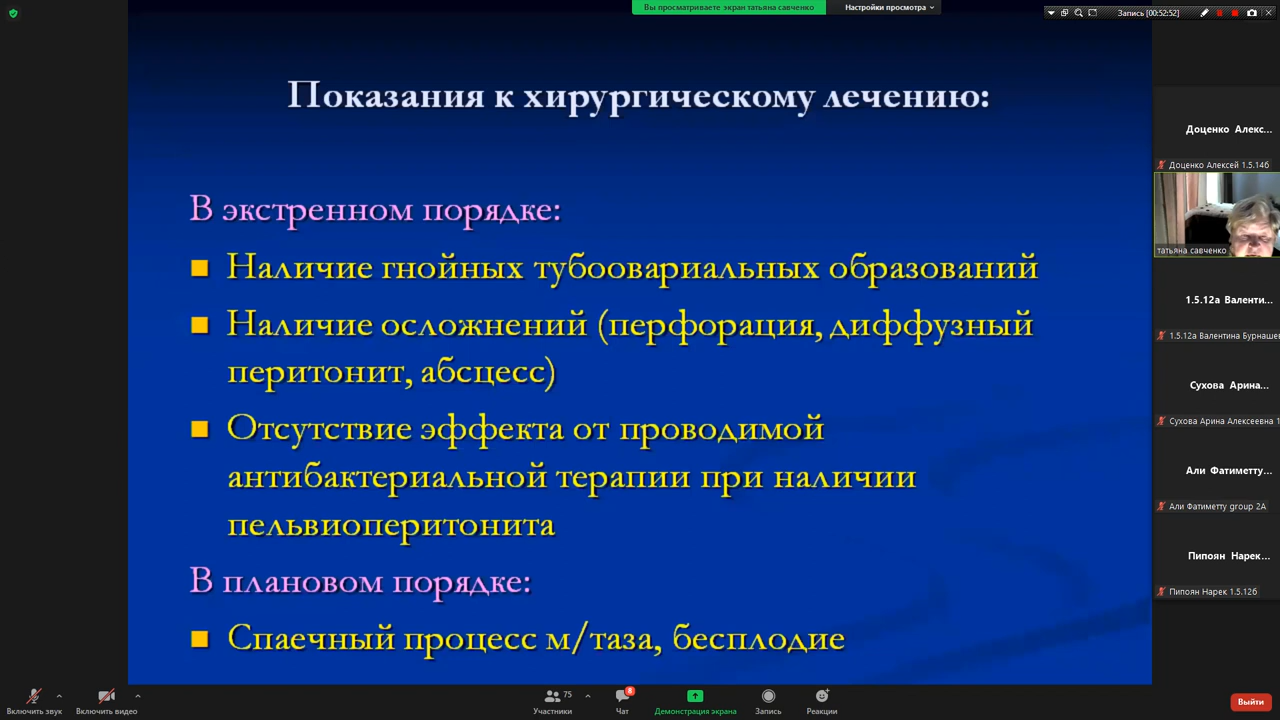 Вы просматриваете экран татьяна савченко
Настройки просмотра
Запись [00:52:52]
Показания к хирургическому лечению:
В экстренном порядке:
Наличие гнойных тубоовариальных образований
Наличие осложнений (перфорация, диффузный
перитонит, абсцесс)
Отсутствие эффекта от проводимой
антибактериальной терапии при наличии
пельвиоперитонита
В плановом порядке:
Спаечный процесс м/таза, бесплодие
Доценко Алекс...
Доценко Алексей 1.5.14б
татьяна савченко
1.5.12а Валенти...
1.5.12а Валентина Бурнашев
Сухова Арина...
Сухова Арина Алексеевна 1
Али Фатиметту...
Али Фатиметту group 2A
Пипоян Нарек...
Пипоян Нарек 1.5.12б
Включить звук
Включить видео
75
Участники
8
Чат
Демонстрация экрана
Запись
Реакции
Выйти